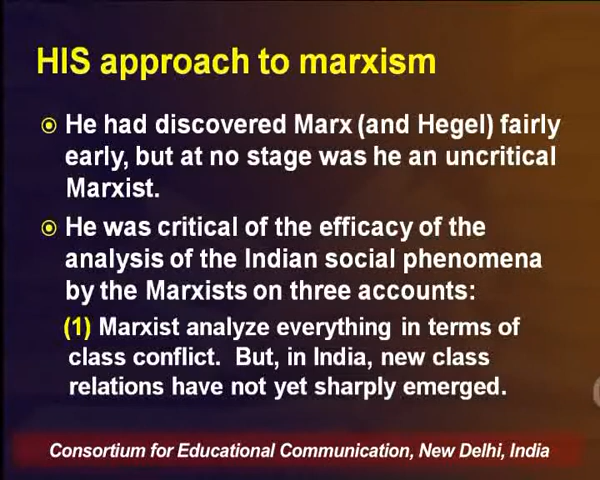 HIS approach to marxism
He had discovered Marx (and Hegel) fairly
early, but at no stage was he an uncritical
Marxist.
He was critical of the efficacy of the
analysis of the Indian social phenomena
by the Marxists on three accounts:
(1) Marxist analyze everything in terms of
class conflict. But, in India, new class
relations have not yet sharply emerged.
Consortium for Educational Communication, New Delhi, India